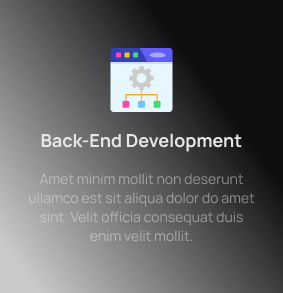 Back-End Development
Amet minim mollit non deserunt
ullamco est sit aliqua dolor do amet
sint. Velit officia consequat duis
enim velit mollit.